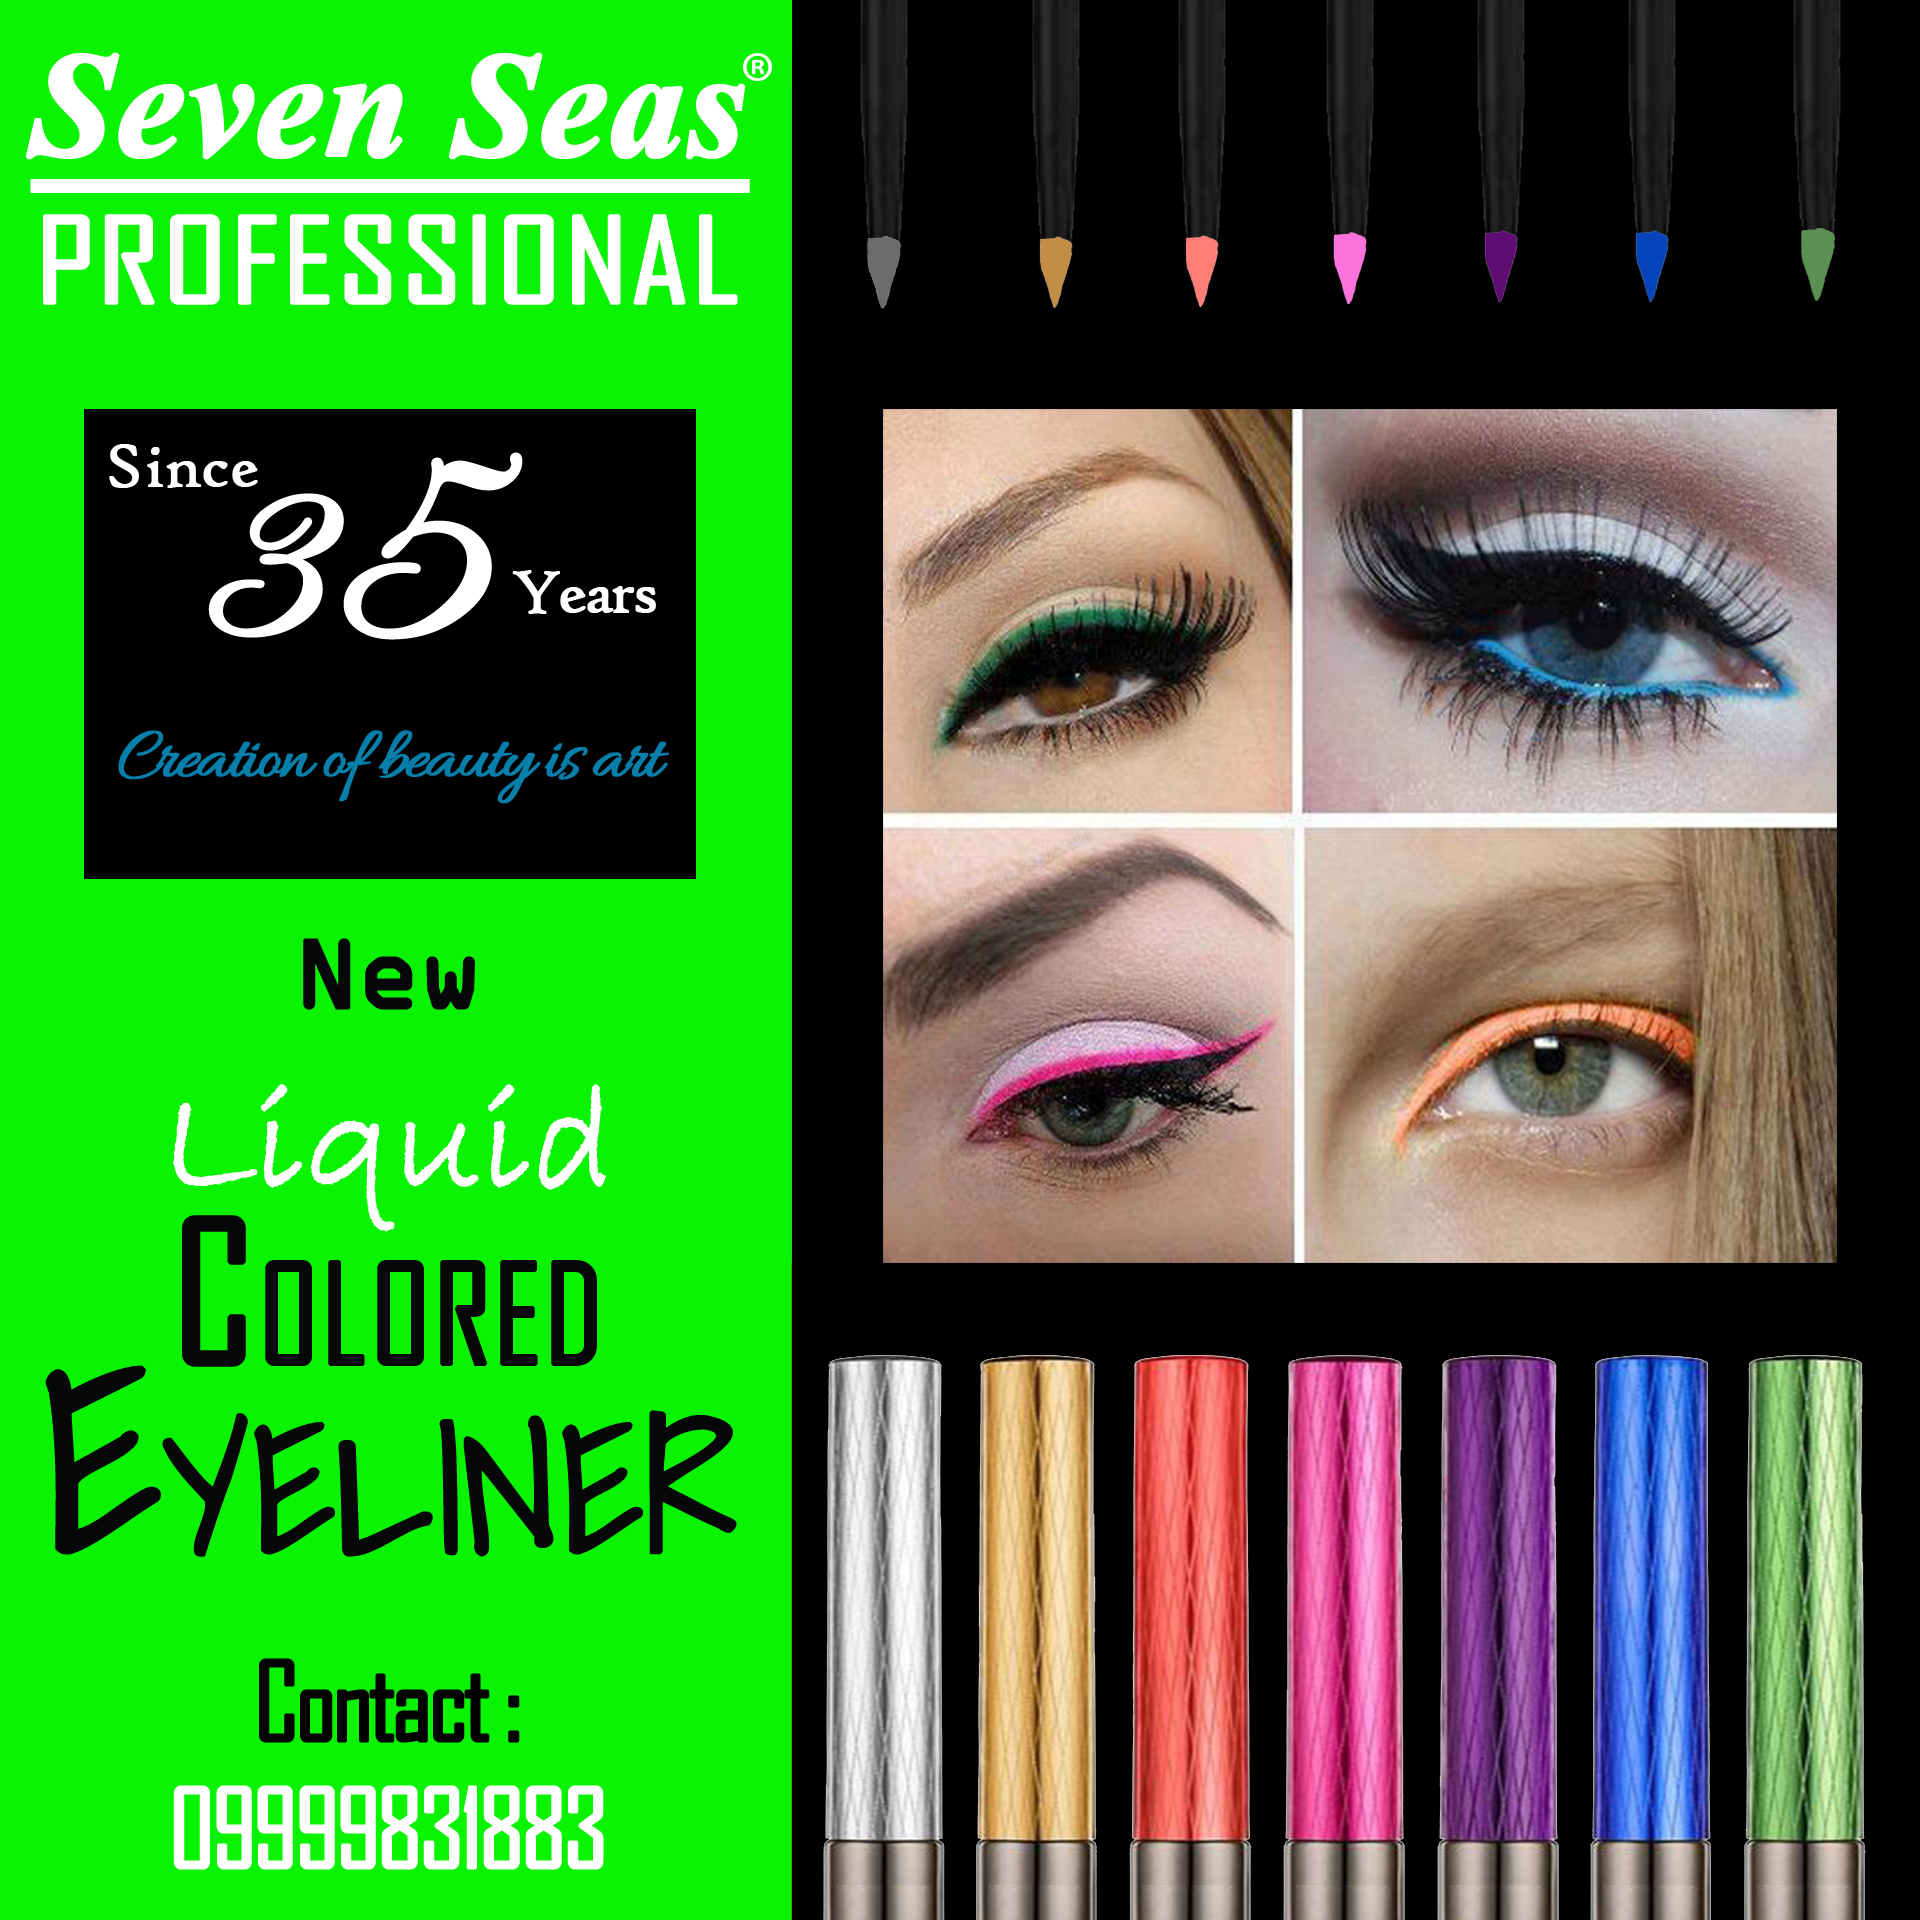 Seven Seas®
PROFESSIONAL
Since
35
Years
Creation of beauty is art
New
Liquid
COLORED
EYELINER
Contact :
09999831883